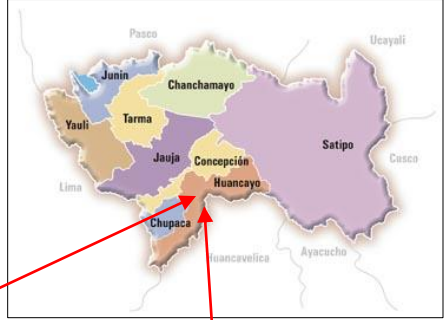 Pasco
Ucayali
Junín
Chanchamayo
Yauli
Tarma
Satipo
Jauja
Concepción
Cusco
Huancayo
Lima
Chupaca
Ayacucho
Huancavelica